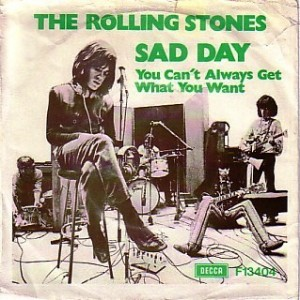 THE ROLLING STONES
SAD DAY
You Can't Always Get
What You Want
DECCA
F13404